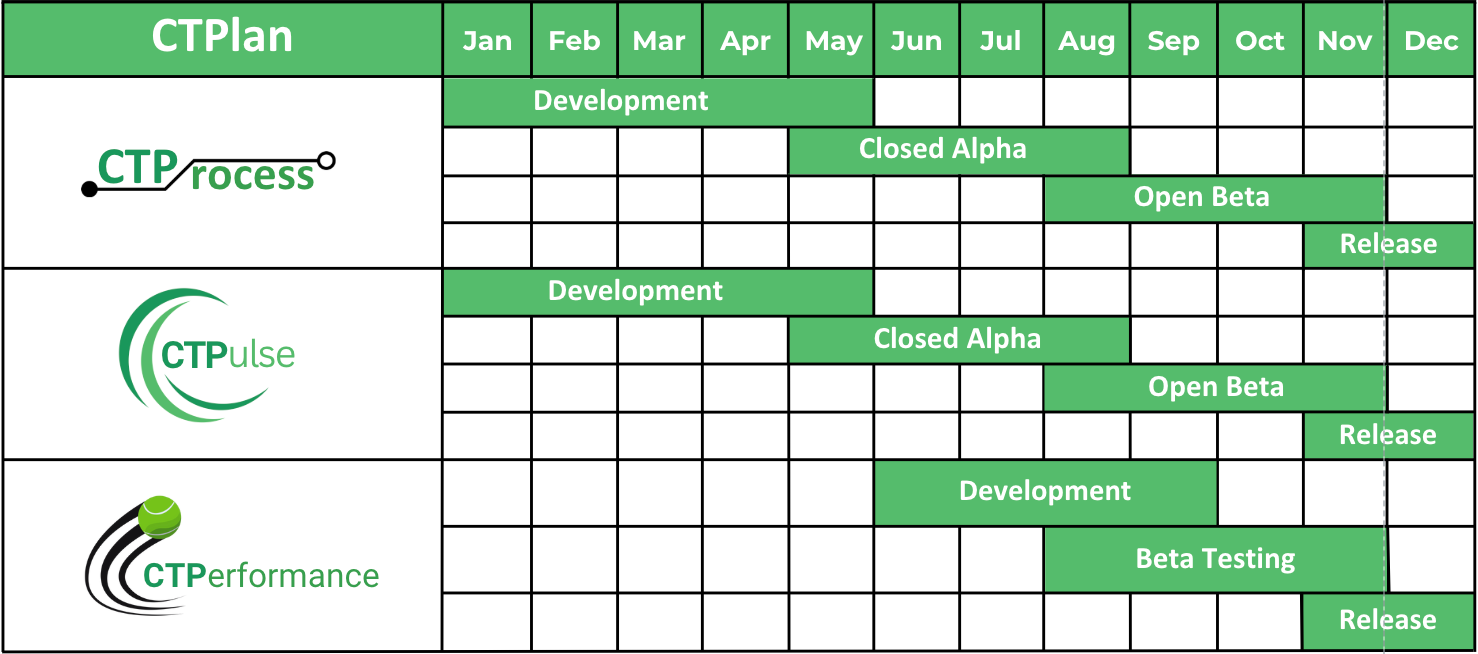 CTPlan Jan Feb Mar Apr May Jun Jul Aug Sep Oct Nov Dec
CTProcess
Development
Closed Alpha
Open Beta
Release
CTPulse
Development
Closed Alpha
Open Beta
Release
CTPerformance
Development
Beta Testing
Release